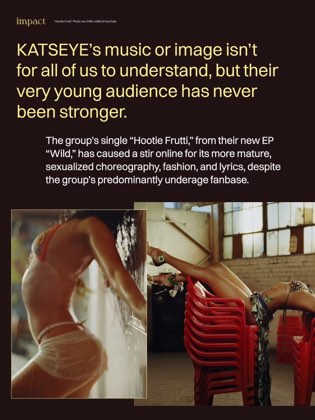 impact
KATSEYE’s music or image isn’t
for all of us to understand, but their
very young audience has never
been stronger.
The group’s single “Hootie Frutti,” from their new EP
“Wild,” has caused a stir online for its more mature,
sexualized choreography, fashion, and lyrics, despite
the group’s predominantly underage fanbase.